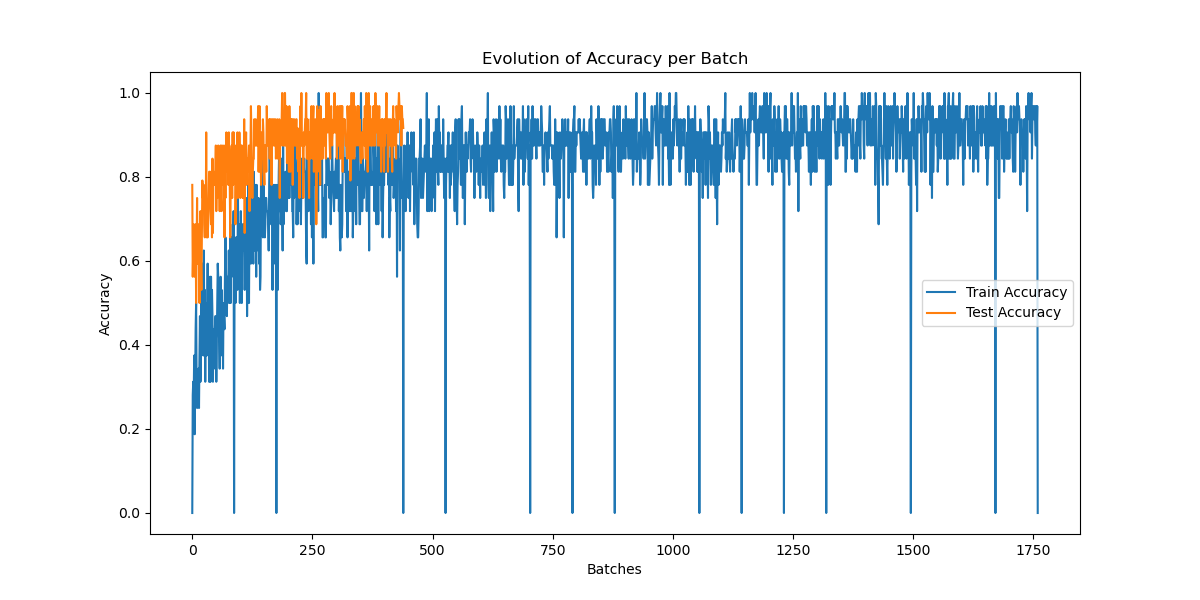 Evolution of Accuracy per Batch
1.0
0.8
0.6
0.4
0.2
0.0
Accuracy
Train Accuracy
Test Accuracy
0 250 500 750 1000 1250 1500 1750
Batches